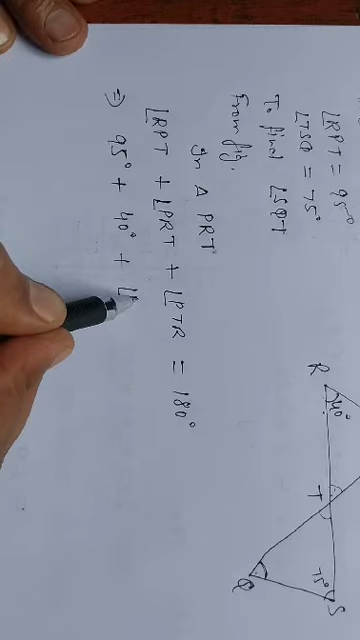 ∠RPT = 95°
∠TSQ = 75°
To find ∠SQT
From fig.
In Δ PRT
∠RPT + ∠PRT + ∠PTR = 180°
⇒ 95° + 40° +
R
40°
T
Q
75°
S